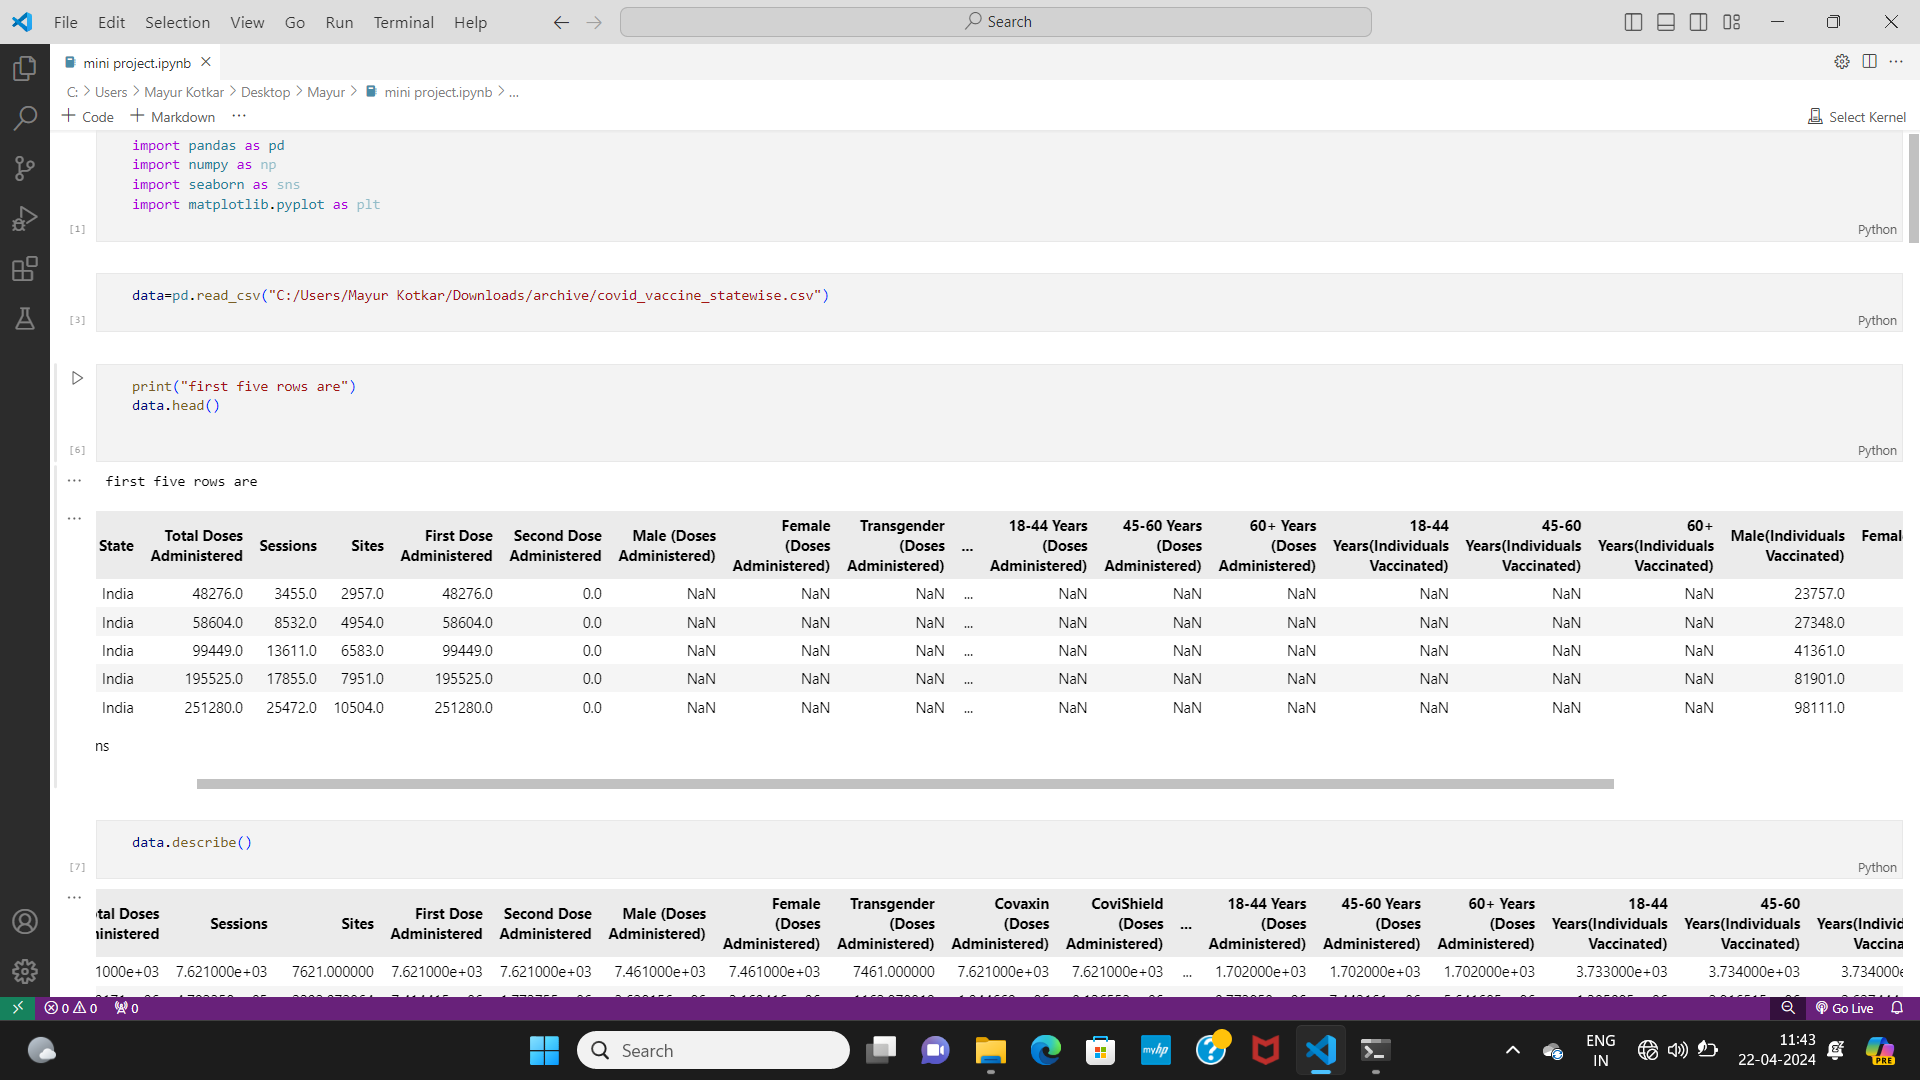 File Edit Selection View Go Run Terminal Help
Search
mini project.ipynb
C: > Users > Mayur Kotkar > Desktop > Mayur > mini project.ipynb > ...
+ Code + Markdown ...
Select Kernel
import pandas as pd
import numpy as np
import seaborn as sns
import matplotlib.pyplot as plt
[1]
Python
data=pd.read_csv("C:/Users/Mayur Kotkar/Downloads/archive/covid_vaccine_statewise.csv")
[3]
Python
print("first five rows are")
data.head()
[6]
Python
... first five rows are
...
State Total Doses Administered Sessions Sites First Dose Administered Second Dose Administered Male (Doses Administered) Female (Doses Administered) Transgender (Doses Administered) ... 18-44 Years (Doses Administered) 45-60 Years (Doses Administered) 60+ Years (Doses Administered) 18-44 Years(Individuals Vaccinated) 45-60 Years(Individuals Vaccinated) 60+ Years(Individuals Vaccinated) Male(Individuals Vaccinated) Femal
India 48276.0 3455.0 2957.0 48276.0 0.0 NaN NaN NaN ... NaN NaN NaN NaN NaN NaN 23757.0
India 58604.0 8532.0 4954.0 58604.0 0.0 NaN NaN NaN ... NaN NaN NaN NaN NaN NaN 27348.0
India 99449.0 13611.0 6583.0 99449.0 0.0 NaN NaN NaN ... NaN NaN NaN NaN NaN NaN 41361.0
India 195525.0 17855.0 7951.0 195525.0 0.0 NaN NaN NaN ... NaN NaN NaN NaN NaN NaN 81901.0
India 251280.0 25472.0 10504.0 251280.0 0.0 NaN NaN NaN ... NaN NaN NaN NaN NaN NaN 98111.0
ns
data.describe()
[7]
Python
...
tal Doses ministered Sessions Sites First Dose Administered Second Dose Administered Male (Doses Administered) Female (Doses Administered) Transgender (Doses Administered) Covaxin (Doses Administered) CoviShield (Doses Administered) ... 18-44 Years (Doses Administered) 45-60 Years (Doses Administered) 60+ Years (Doses Administered) 18-44 Years(Individuals Vaccinated) 45-60 Years(Individuals Vaccinated) Years(Individ Vaccina
1000e+03 7.621000e+03 7621.000000 7.621000e+03 7.621000e+03 7.461000e+03 7.461000e+03 7461.000000 7.621000e+03 7.621000e+03 ... 1.702000e+03 1.702000e+03 1.702000e+03 3.733000e+03 3.734000e+03 3.734000e
0 0 0
Go Live
Search
myhp
ENG
IN
11:43
22-04-2024
PRE